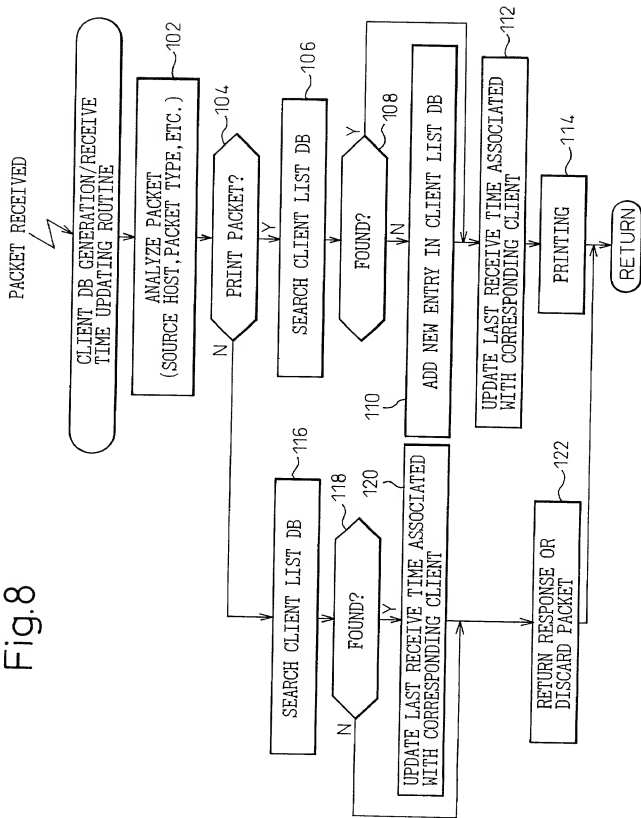 Fig.8
PACKET RECEIVED
CLIENT DB GENERATION/RECEIVE
TIME UPDATING ROUTINE
102
ANALYZE PACKET
(SOURCE HOST,PACKET TYPE,ETC.)
104
PRINT PACKET?
N
Y
106
SEARCH CLIENT LIST DB
108
FOUND?
Y
N
110
ADD NEW ENTRY IN CLIENT LIST DB
112
UPDATE LAST RECEIVE TIME ASSOCIATED
WITH CORRESPONDING CLIENT
114
PRINTING
RETURN
116
SEARCH CLIENT LIST DB
118
FOUND?
N
Y
120
UPDATE LAST RECEIVE TIME ASSOCIATED
WITH CORRESPONDING CLIENT
122
RETURN RESPONSE OR
DISCARD PACKET